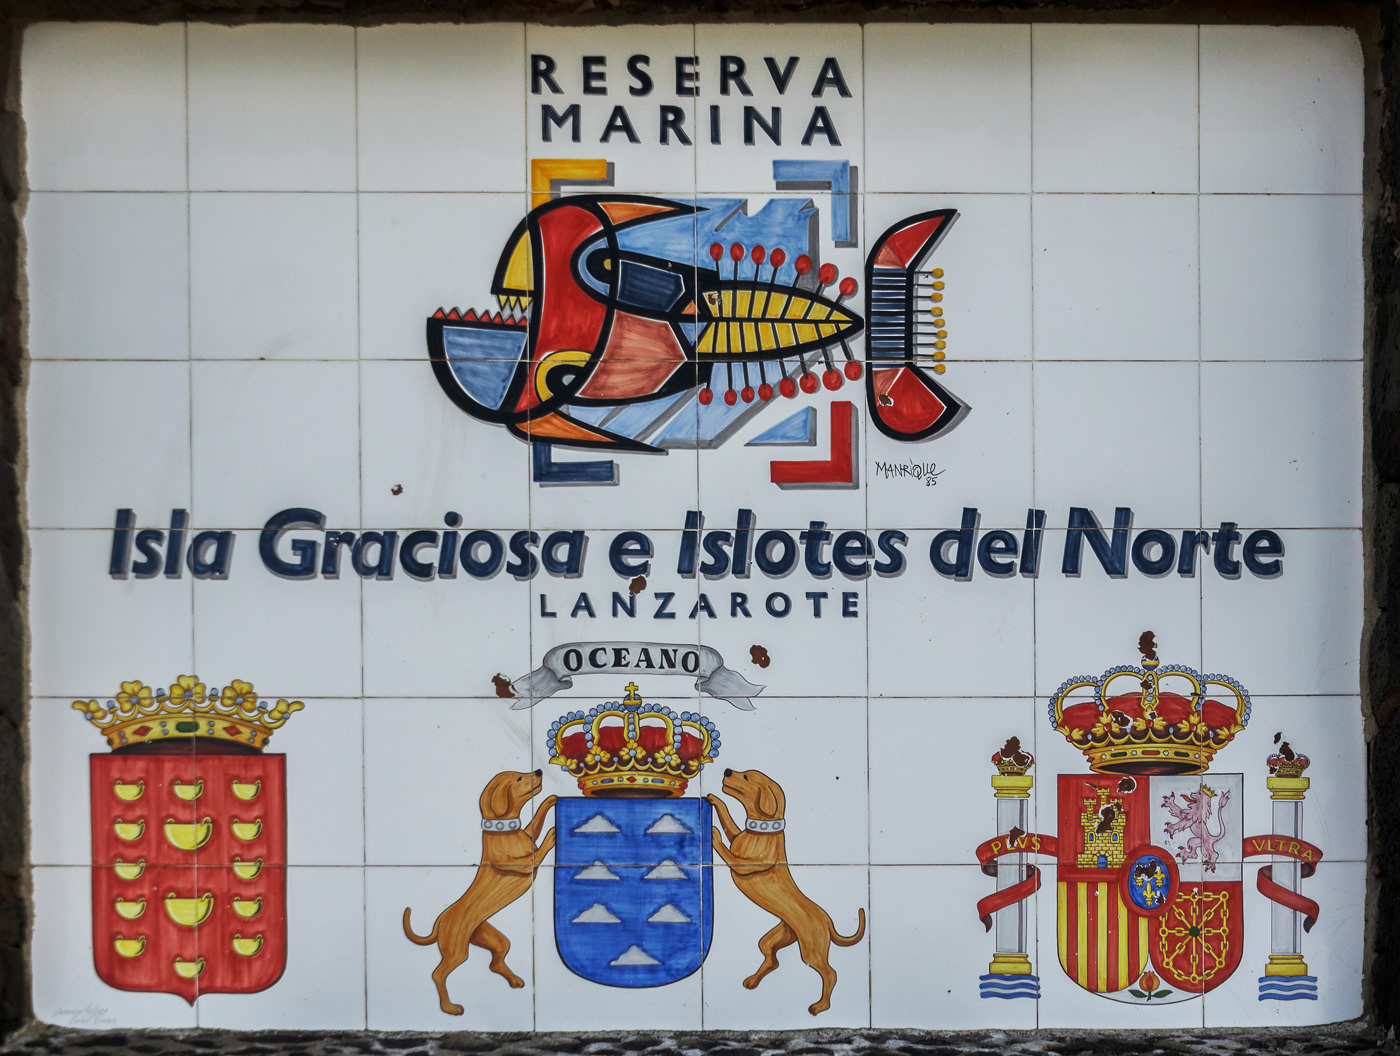 RESERVA
MARINA
MANRIQUE
85
Isla Graciosa e Islotes del Norte
LANZAROTE
OCEANO
PLVS VLTRA